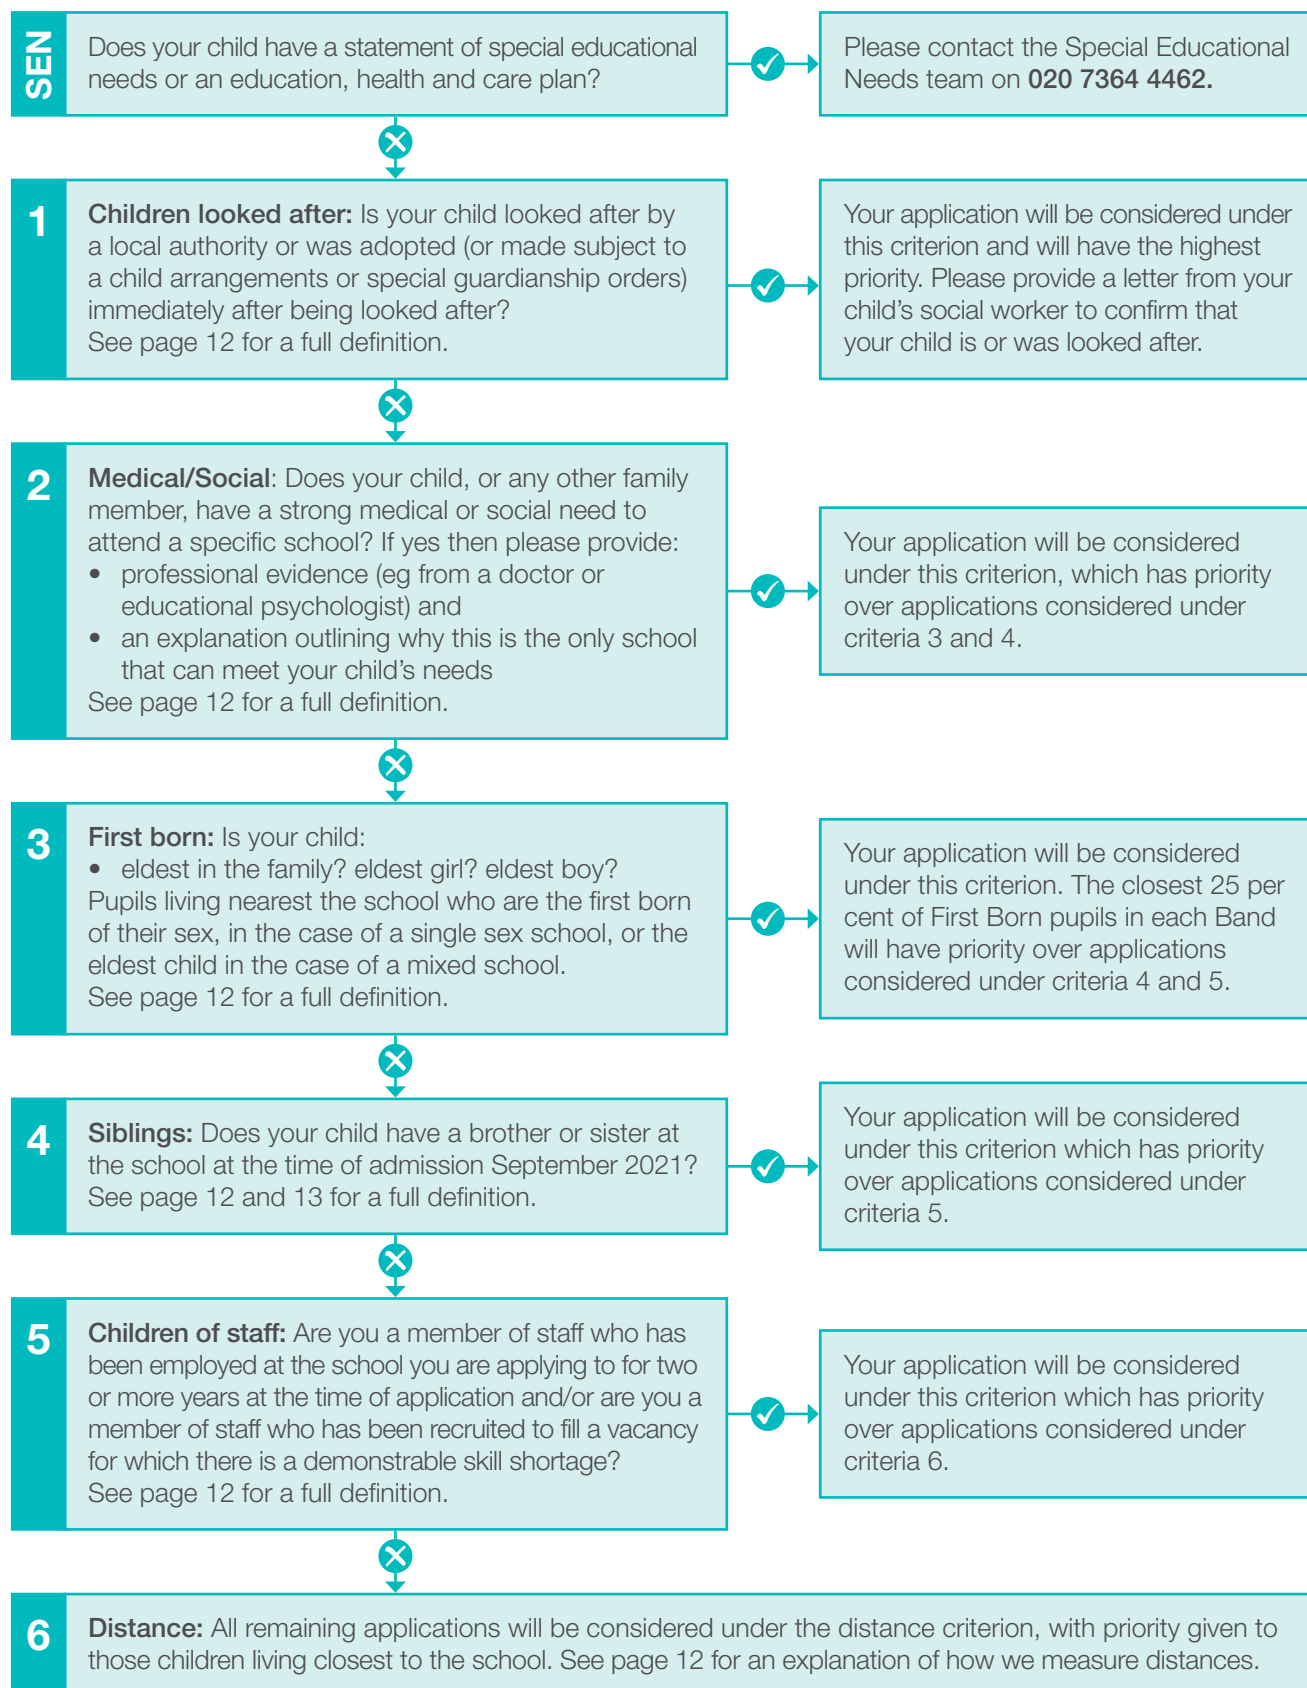 SEN
Does your child have a statement of special educational
needs or an education, health and care plan?
Please contact the Special Educational
Needs team on 020 7364 4462.
1
Children looked after: Is your child looked after by
a local authority or was adopted (or made subject to
a child arrangements or special guardianship orders)
immediately after being looked after?
See page 12 for a full definition.
Your application will be considered under
this criterion and will have the highest
priority. Please provide a letter from your
child’s social worker to confirm that
your child is or was looked after.
2
Medical/Social: Does your child, or any other family
member, have a strong medical or social need to
attend a specific school? If yes then please provide:
• professional evidence (eg from a doctor or
educational psychologist) and
• an explanation outlining why this is the only school
that can meet your child’s needs
See page 12 for a full definition.
Your application will be considered
under this criterion, which has priority
over applications considered under
criteria 3 and 4.
3
First born: Is your child:
• eldest in the family? eldest girl? eldest boy?
Pupils living nearest the school who are the first born
of their sex, in the case of a single sex school, or the
eldest child in the case of a mixed school.
See page 12 for a full definition.
Your application will be considered
under this criterion. The closest 25 per
cent of First Born pupils in each Band
will have priority over applications
considered under criteria 4 and 5.
4
Siblings: Does your child have a brother or sister at
the school at the time of admission September 2021?
See page 12 and 13 for a full definition.
Your application will be considered
under this criterion which has priority
over applications considered under
criteria 5.
5
Children of staff: Are you a member of staff who has
been employed at the school you are applying to for two
or more years at the time of application and/or are you a
member of staff who has been recruited to fill a vacancy
for which there is a demonstrable skill shortage?
See page 12 for a full definition.
Your application will be considered
under this criterion which has priority
over applications considered under
criteria 6.
6
Distance: All remaining applications will be considered under the distance criterion, with priority given to
those children living closest to the school. See page 12 for an explanation of how we measure distances.